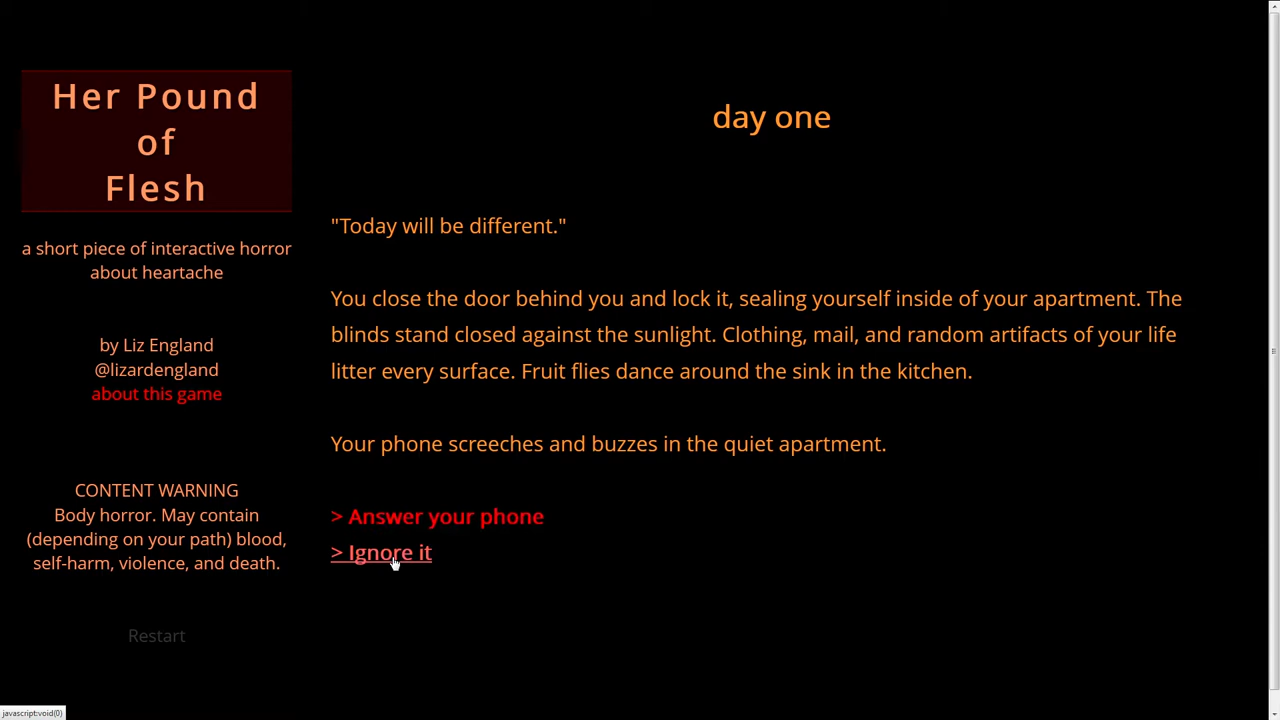 Her Pound
of
Flesh
a short piece of interactive horror
about heartache
by Liz England
@lizardengland
about this game
CONTENT WARNING
Body horror. May contain
(depending on your path) blood,
self-harm, violence, and death.
Restart
day one
"Today will be different."
You close the door behind you and lock it, sealing yourself inside of your apartment. The
blinds stand closed against the sunlight. Clothing, mail, and random artifacts of your life
litter every surface. Fruit flies dance around the sink in the kitchen.
Your phone screeches and buzzes in the quiet apartment.
> Answer your phone
> Ignore it
javascript:void(0)